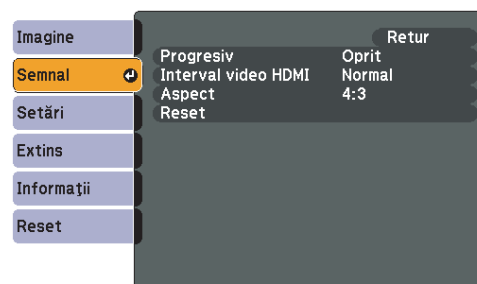 Imagine
Semnal
Setări
Extins
Informaţii
Reset
Retur
Progresiv Oprit
Interval video HDMI Normal
Aspect 4:3
Reset